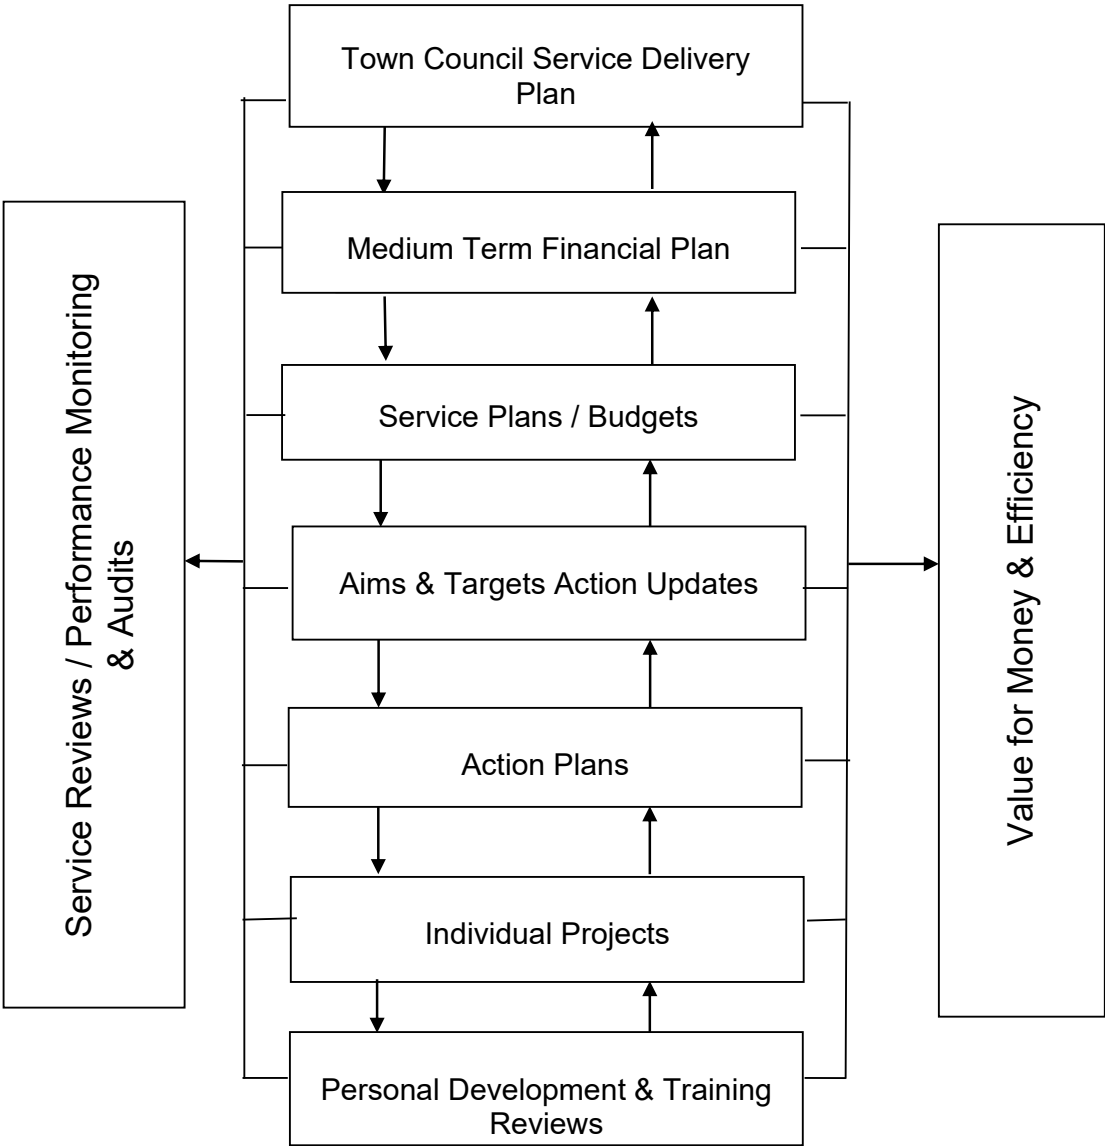 Town Council Service Delivery
Plan
Medium Term Financial Plan
Service Plans / Budgets
Aims & Targets Action Updates
Action Plans
Individual Projects
Personal Development & Training
Reviews
Service Reviews / Performance Monitoring
& Audits
Value for Money & Efficiency